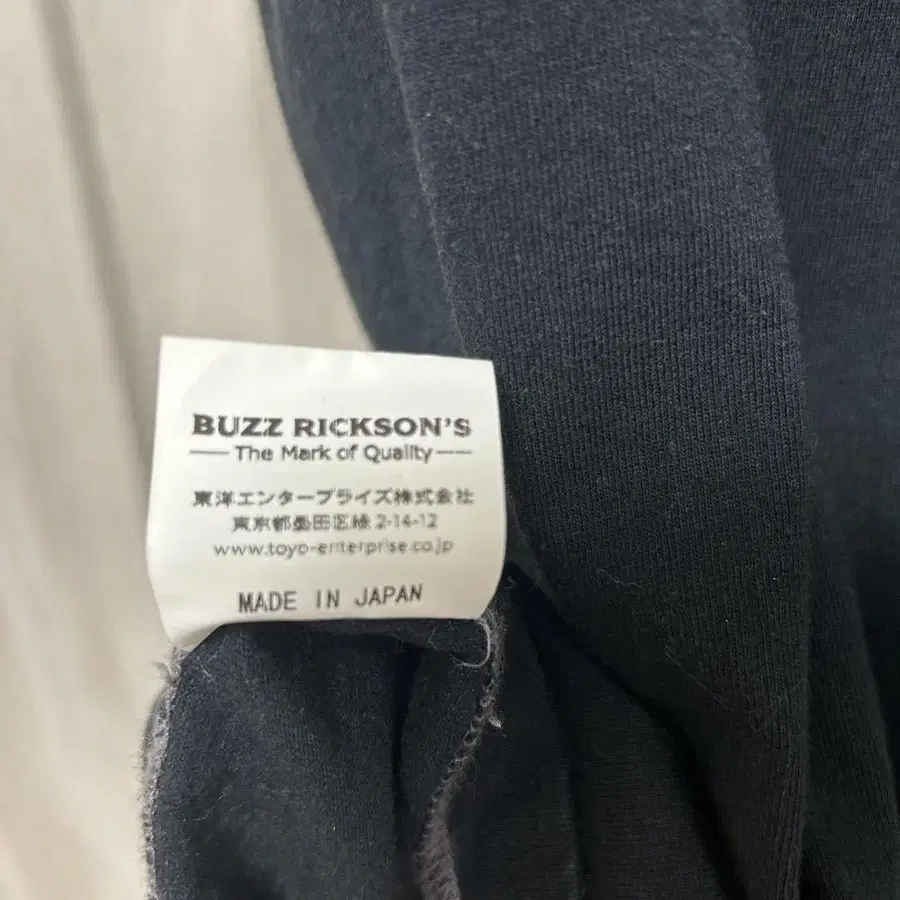 BUZZ RICKSON'S
The Mark of Quality
東洋エンタープライズ株式会社
東京都墨田区緑 2-14-12
www.toyo-enterprise.co.jp
MADE IN JAPAN